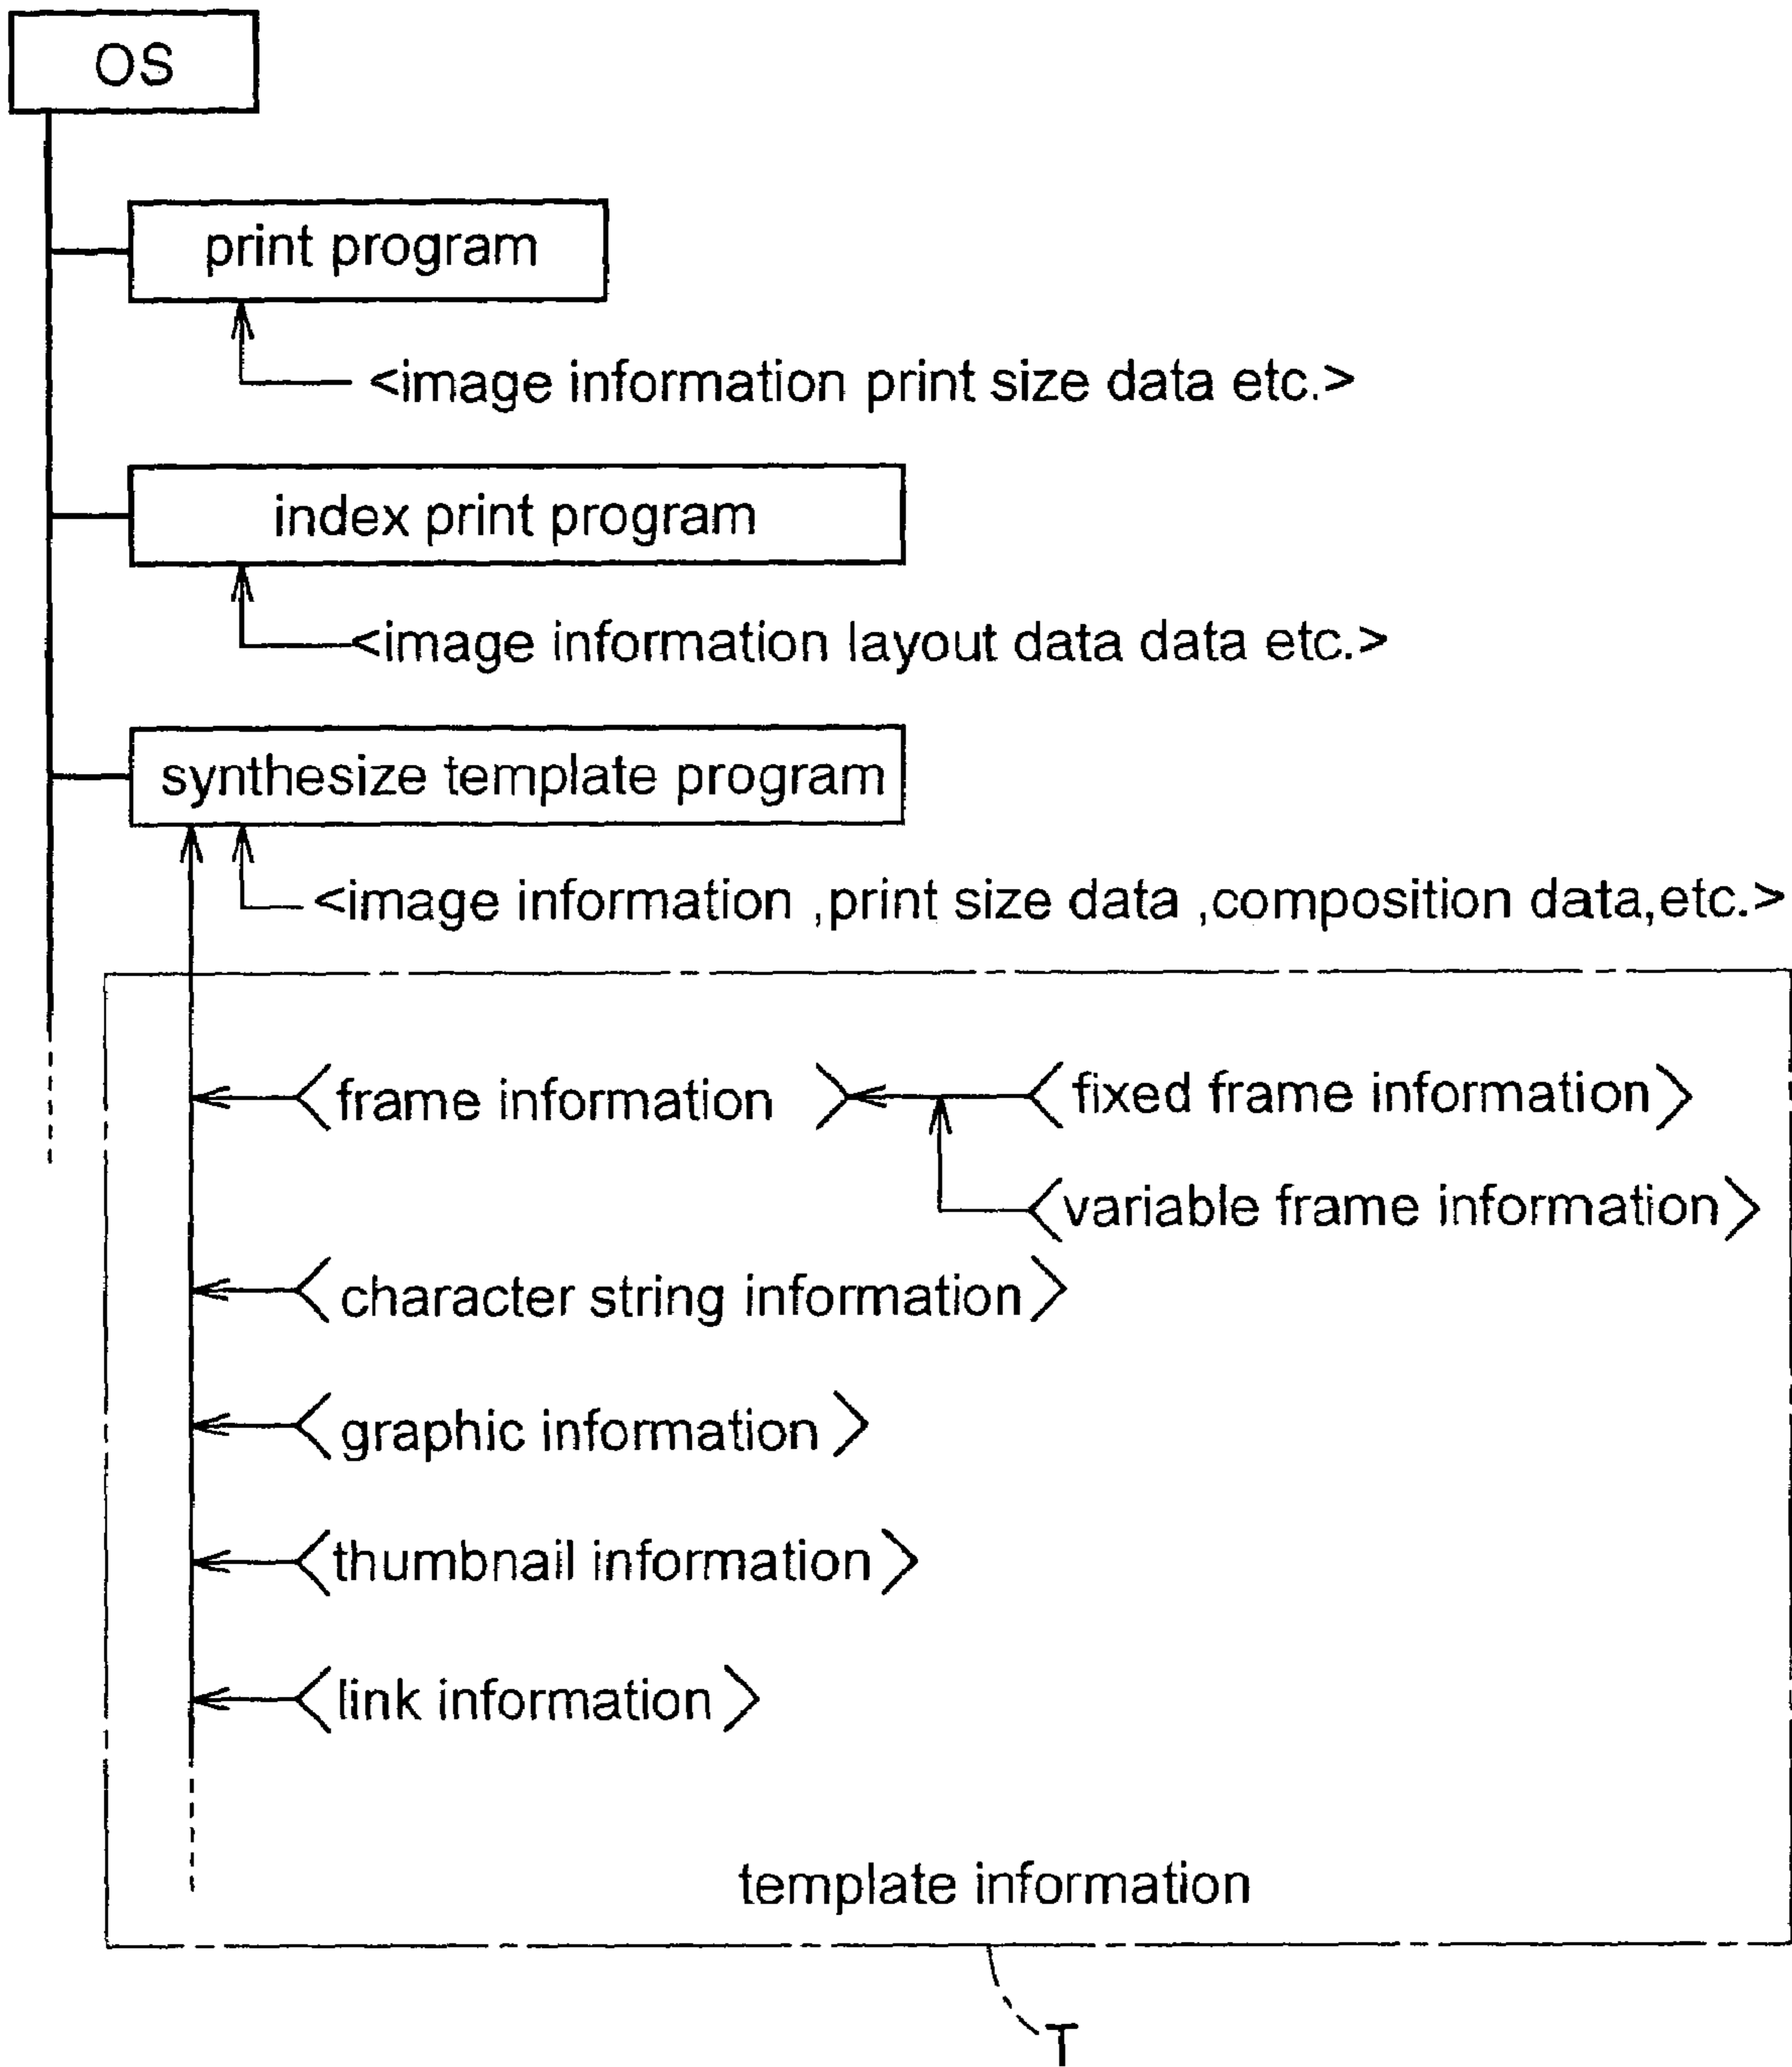 OS
print program
<image information print size data etc.>
index print program
<image information layout data data etc.>
synthesize template program
<image information ,print size data ,composition data,etc.>
<frame information > <fixed frame information>
<variable frame information>
<character string information>
<graphic information>
<thumbnail information>
<link information>
template information
T